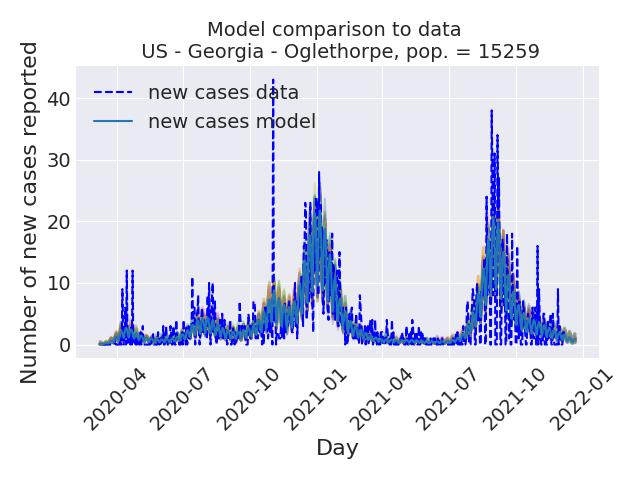 Model comparison to data
US - Georgia - Oglethorpe, pop. = 15259
Number of new cases reported
40
30
20
10
0
new cases data
new cases model
2020-04
2020-07
2020-10
2021-01
2021-04
2021-07
2021-10
2022-01
Day